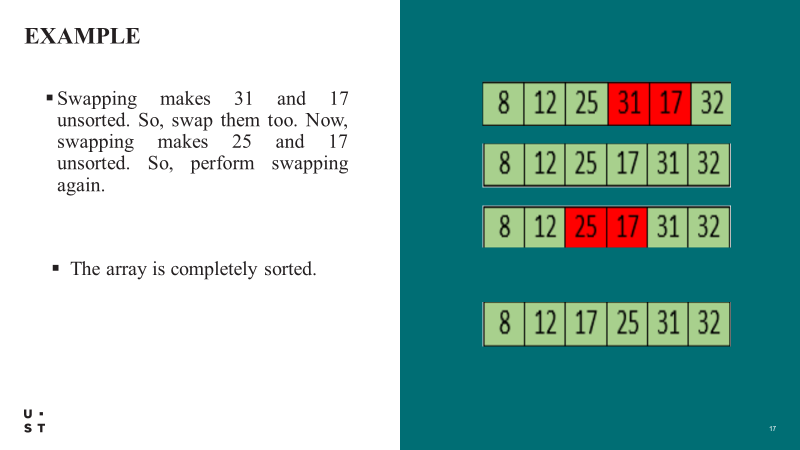 EXAMPLE
▪ Swapping makes 31 and 17
unsorted. So, swap them too. Now,
swapping makes 25 and 17
unsorted. So, perform swapping
again.
▪ The array is completely sorted.
8 12 25 31 17 32
8 12 25 17 31 32
8 12 25 17 31 32
8 12 17 25 31 32
U ·
S T
17